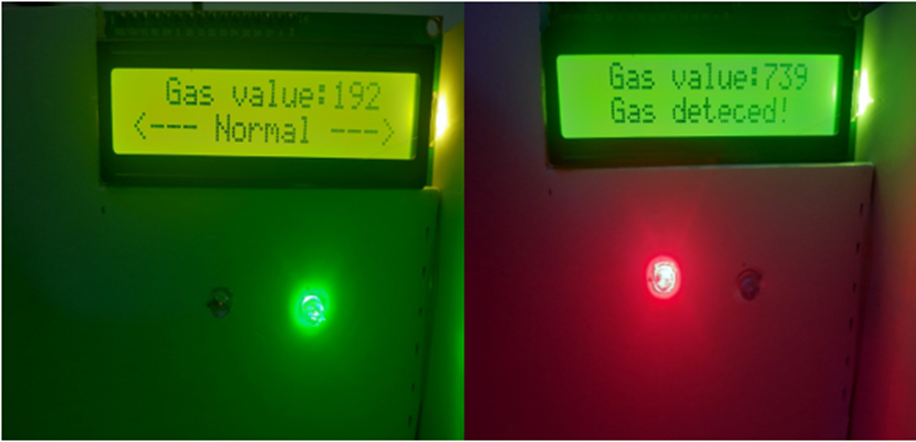 Gas value:192
<--- Normal --->
Gas value:739
Gas deteced!